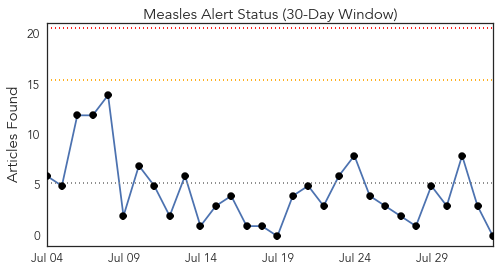 Measles Alert Status (30-Day Window)
Articles Found
20
15
10
5
0
Jul 04 Jul 09 Jul 14 Jul 19 Jul 24 Jul 29